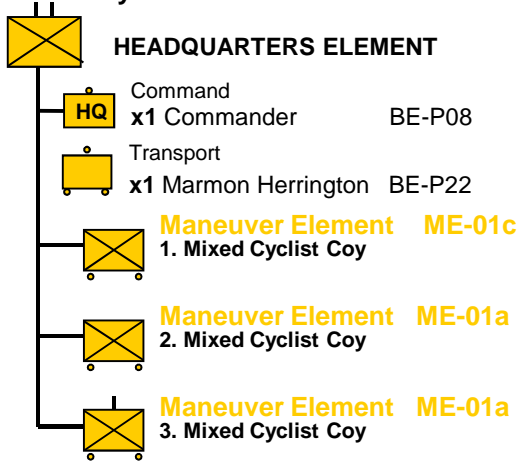 HEADQUARTERS ELEMENT
Command
HQ x1 Commander BE-P08
Transport
x1 Marmon Herrington BE-P22
Maneuver Element ME-01c
1. Mixed Cyclist Coy
Maneuver Element ME-01a
2. Mixed Cyclist Coy
Maneuver Element ME-01a
3. Mixed Cyclist Coy